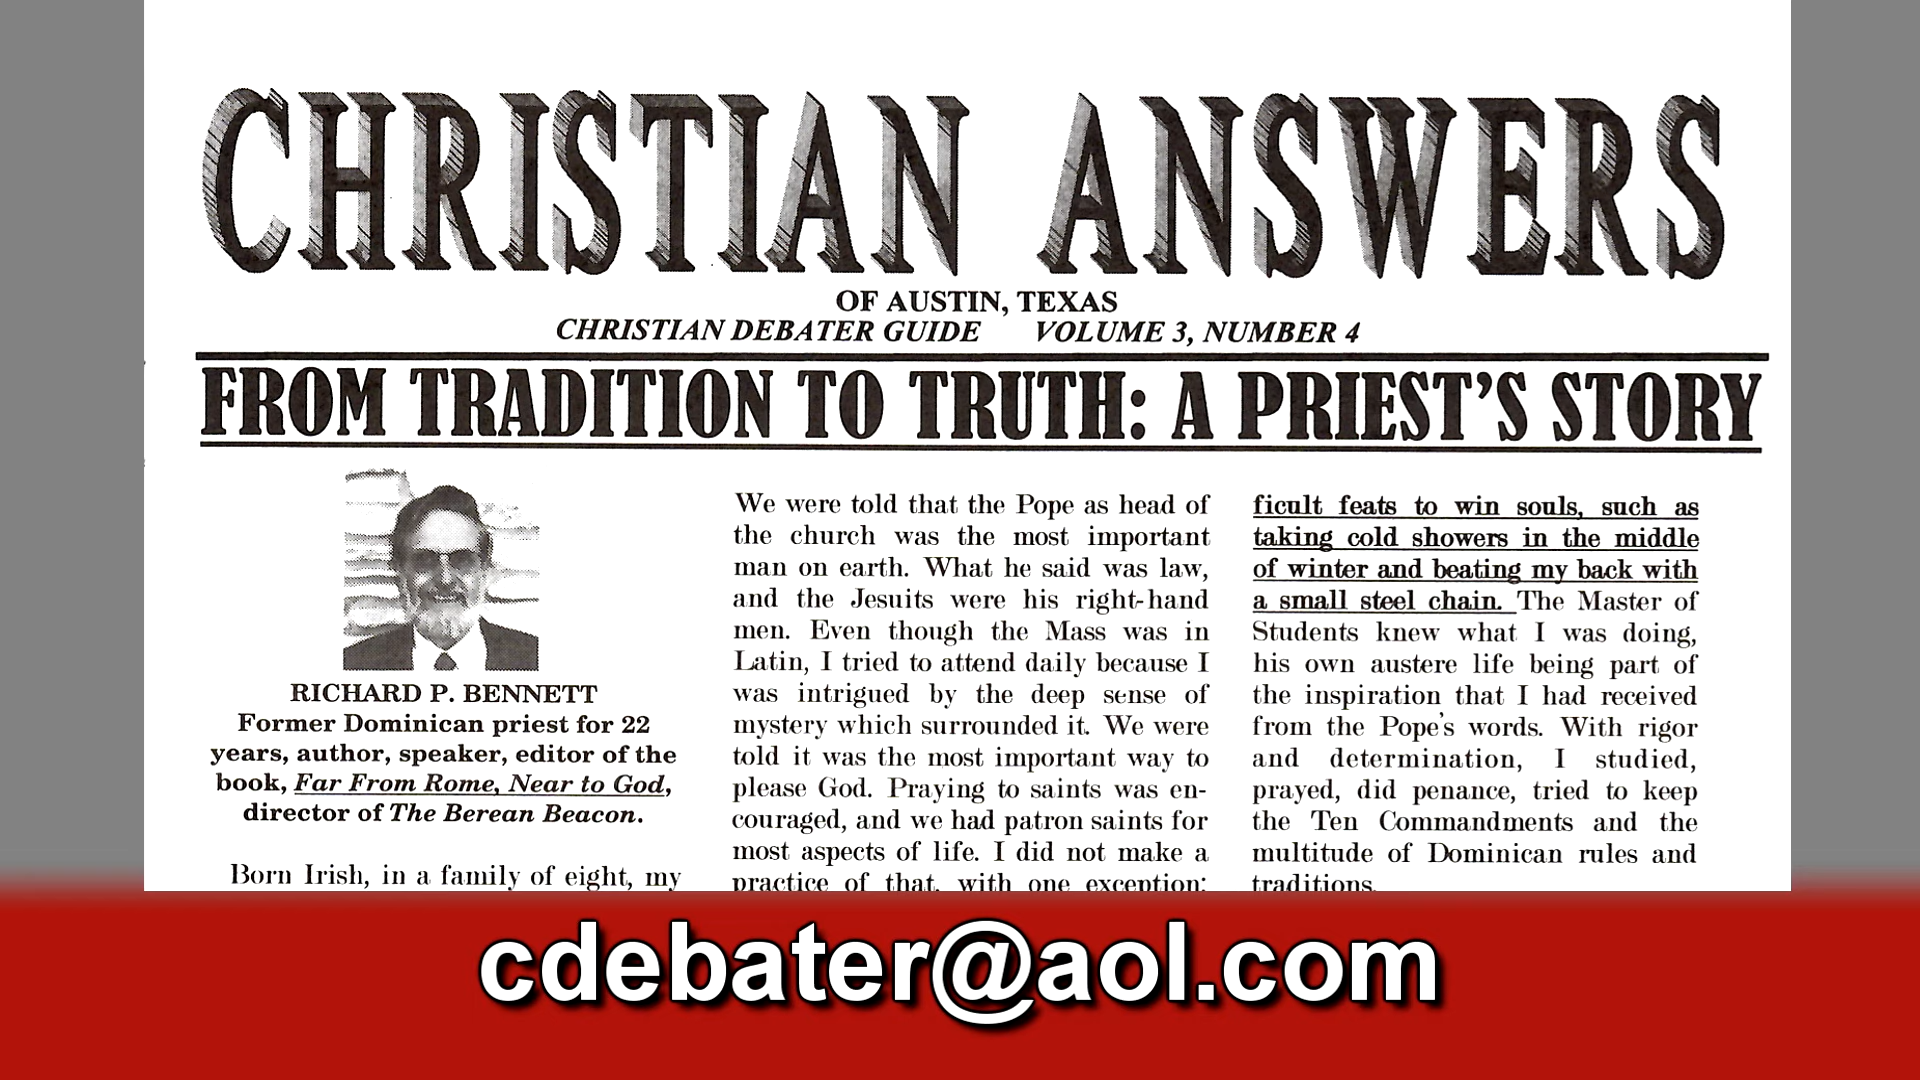 CHRISTIAN ANSWERS
OF AUSTIN, TEXAS
CHRISTIAN DEBATER GUIDE VOLUME 3, NUMBER 4
FROM TRADITION TO TRUTH: A PRIEST'S STORY
RICHARD P. BENNETT
Former Dominican priest for 22
years, author, speaker, editor of the
book, Far From Rome, Near to God,
director of The Berean Beacon.
Born Irish, in a family of eight, my
We were told that the Pope as head of
the church was the most important
man on earth. What he said was law,
and the Jesuits were his right-hand
men. Even though the Mass was in
Latin, I tried to attend daily because I
was intrigued by the deep sense of
mystery which surrounded it. We were
told it was the most important way to
please God. Praying to saints was en-
couraged, and we had patron saints for
most aspects of life. I did not make a
practice of that, with one exception:
ficult feats to win souls, such as
taking cold showers in the middle
of winter and beating my back with
a small steel chain. The Master of
Students knew what I was doing,
his own austere life being part of
the inspiration that I had received
from the Pope's words. With rigor
and determination, I studied,
prayed, did penance, tried to keep
the Ten Commandments and the
multitude of Dominican rules and
traditions.
cdebater@aol.com